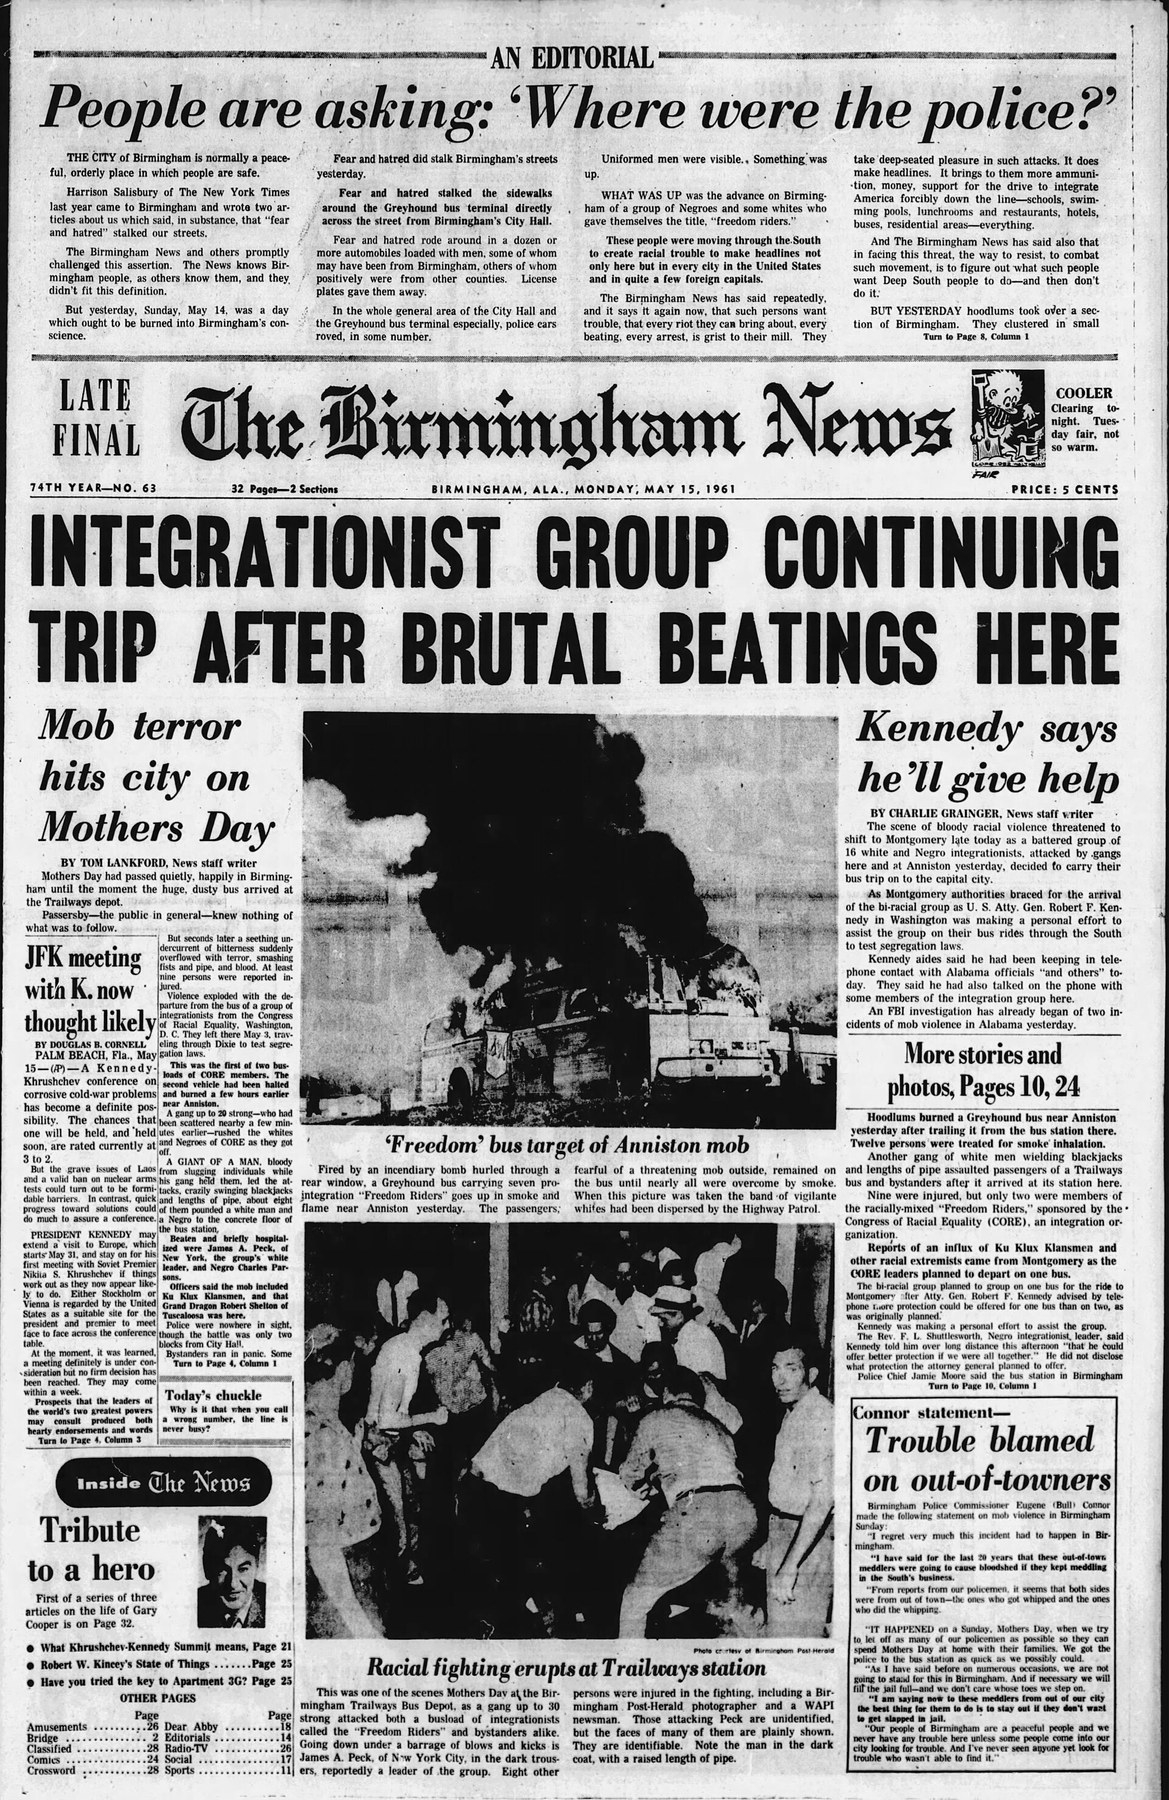 AN EDITORIAL
People are asking: ‘Where were the police?’
THE CITY of Birmingham is normally a peace-
ful, orderly place in which people are safe.
Harrison Salisbury of The New York Times
last year came to Birmingham and wrote two ar-
ticles about us which said, in substance, that “fear
and hatred” stalked our streets.
The Birmingham News and others promptly
challenged this assertion. The News knows Bir-
mingham people, as others know them, and they
didn't fit this definition.
But yesterday, Sunday, May 14, was a day
which ought to be burned into Birmingham's con-
science.
Fear and hatred did stalk Birmingham's streets
yesterday.
Fear and hatred stalked the sidewalks
around the Greyhound bus terminal directly
across the street from Birmingham's City Hall.
Fear and hatred rode around in a dozen or
more automobiles loaded with men, some of whom
may have been from Birmingham, others of whom
positively were from other counties. License
plates gave them away.
In the whole general area of the City Hall and
the Greyhound bus terminal especially, police cars
roved, in some number.
Uniformed men were visible. Something was
up.
WHAT WAS UP was the advance on Birming-
ham of a group of Negroes and some whites who
gave themselves the title, “freedom riders.”
These people were moving through the South
to create racial trouble to make headlines not
only here but in every city in the United States
and in quite a few foreign capitals.
The Birmingham News has said repeatedly,
and it says it again now, that such persons want
trouble, that every riot they can bring about, every
beating, every arrest, is grist to their mill. They
take deep-seated pleasure in such attacks. It does
make headlines. It brings to them more ammuni-
tion, money, support for the drive to integrate
America forcibly down the line—schools, swim-
ming pools, lunchrooms and restaurants, hotels,
buses, residential areas—everything.
And The Birmingham News has said also that
in facing this threat, the way to resist, to combat
such movement, is to figure out what such people
want Deep South people to do—and then don't
do it.
BUT YESTERDAY hoodlums took over a sec-
tion of Birmingham. They clustered in small
Turn to Page 8, Column 1
LATE
FINAL
The Birmingham News
FAIR
COOLER
Clearing to-
night. Tues-
day fair, not
so warm.
74TH YEAR—NO. 63
32 Pages—2 Sections
BIRMINGHAM, ALA., MONDAY, MAY 15, 1961
PRICE: 5 CENTS
INTEGRATIONIST GROUP CONTINUING
TRIP AFTER BRUTAL BEATINGS HERE
Mob terror
hits city on
Mothers Day
BY TOM LANKFORD, News staff writer
Mothers Day had passed quietly, happily in Birming-
ham until the moment the huge, dusty bus arrived at
the Trailways depot.
Passersby—the public in general—knew nothing of
what was to follow.
But seconds later a seething un-
dercurrent of bitterness suddenly
overflowed with terror, smashing
fists and pipe, and blood. At least
nine persons were reported in-
jured.
Violence exploded with the de-
parture from the bus of a group of
integrationists from the Congress
of Racial Equality, Washington,
D. C. They left there May 3, trav-
eling through Dixie to test segre-
gation laws.
This was the first of two bus-
loads of CORE members. The
second vehicle had been halted
and burned a few hours earlier
near Anniston.
A gang up to 20 strong—who had
been scattered nearby a few min-
utes earlier—rushed the whites
and Negroes of CORE as they got
off.
A GIANT OF A MAN, bloody
from slugging individuals while
his gang held them, led the at-
tacks, crazily swinging blackjacks
and lengths of pipe, about eight
of them pounded a white man and
a Negro to the concrete floor of
the bus station.
Beaten and briefly hospital-
ized were James A. Peck, of
New York, the group's white
leader, and Negro Charles Par-
sons.
Officers said the mob included
Ku Klux Klansmen, and that
Grand Dragon Robert Shelton of
Tuscaloosa was here.
Police were nowhere in sight,
though the battle was only two
blocks from City Hall.
Bystanders ran in panic. Some
Turn to Page 4, Column 1
JFK meeting
with K. now
thought likely
BY DOUGLAS B. CORNELL
PALM BEACH, Fla., May
15—(AP)—A Kennedy-
Khrushchev conference on
corrosive cold-war problems
has become a definite pos-
sibility. The chances that
one will be held, and held
soon, are rated currently at
3 to 2.
But the grave issues of Laos
and a valid ban on nuclear arms
tests could turn out to be formi-
dable barriers. In contrast, quick
progress toward solutions could
do much to assure a conference.
PRESIDENT KENNEDY may
extend a visit to Europe, which
starts May 31, and stay on for his
first meeting with Soviet Premier
Nikita S. Khrushchev if things
work out as they now appear like-
ly to do. Either Stockholm or
Vienna is regarded by the United
States as a suitable site for the
president and premier to meet
face to face across the conference
table.
At the moment, it was learned,
a meeting definitely is under con-
sideration but no firm decision has
been reached. They may come
within a week.
Prospects that the leaders of
the world's two greatest powers
may consult produced both
hearty endorsements and words
Turn to Page 4, Column 3
Today's chuckle
Why is it that when you call
a wrong number, the line is
never busy?
Inside The News
Tribute
to a hero
First of a series of three
articles on the life of Gary
Cooper is on Page 32.
● What Khrushchev-Kennedy Summit means, Page 21
● Robert W. Kincey's State of Things .......Page 25
● Have you tried the key to Apartment 3G? Page 25
OTHER PAGES
Page Page
Amusements ..........26 Dear Abby ...........18
Bridge ................2 Editorials ............14
Classified ............28 Radio-TV ............26
Comics ..............24 Social ................17
Crossword ...........28 Sports ...............11
‘Freedom’ bus target of Anniston mob
Fired by an incendiary bomb hurled through a
rear window, a Greyhound bus carrying seven pro-
integration “Freedom Riders” goes up in smoke and
flame near Anniston yesterday. The passengers,
fearful of a threatening mob outside, remained on
the bus until nearly all were overcome by smoke.
When this picture was taken the band of vigilante
whites had been dispersed by the Highway Patrol.
Photo courtesy of Birmingham Post-Herald
Racial fighting erupts at Trailways station
This was one of the scenes Mothers Day at the Bir-
mingham Trailways Bus Depot, as a gang up to 30
strong attacked both a busload of integrationists
called the “Freedom Riders” and bystanders alike.
Going down under a barrage of blows and kicks is
James A. Peck, of New York City, in the dark trous-
ers, reportedly a leader of the group. Eight other
persons were injured in the fighting, including a Bir-
mingham Post-Herald photographer and a WAPI
newsman. Those attacking Peck are unidentified,
but the faces of many of them are plainly shown.
They are identifiable. Note the man in the dark
coat, with a raised length of pipe.
Kennedy says
he'll give help
BY CHARLIE GRAINGER, News staff writer
The scene of bloody racial violence threatened to
shift to Montgomery late today as a battered group of
16 white and Negro integrationists, attacked by gangs
here and at Anniston yesterday, decided to carry their
bus trip on to the capital city.
As Montgomery authorities braced for the arrival
of the bi-racial group as U. S. Atty. Gen. Robert F. Ken-
nedy in Washington was making a personal effort to
assist the group on their bus rides through the South
to test segregation laws.
Kennedy aides said he had been keeping in tele-
phone contact with Alabama officials “and others” to-
day. They said he had also talked on the phone with
some members of the integration group here.
An FBI investigation has already began of two in-
cidents of mob violence in Alabama yesterday.
More stories and
photos, Pages 10, 24
Hoodlums burned a Greyhound bus near Anniston
yesterday after trailing it from the bus station there.
Twelve persons were treated for smoke inhalation.
Another gang of white men wielding blackjacks
and lengths of pipe assaulted passengers of a Trailways
bus and bystanders after it arrived at its station here.
Nine were injured, but only two were members of
the racially-mixed “Freedom Riders,” sponsored by the
Congress of Racial Equality (CORE), an integration or-
ganization.
Reports of an influx of Ku Klux Klansmen and
other racial extremists came from Montgomery as the
CORE leaders planned to depart on one bus.
The bi-racial group planned to group on one bus for the ride to
Montgomery after Atty. Gen. Robert F. Kennedy advised by tele-
phone more protection could be offered for one bus than on two, as
was originally planned.
Kennedy was making a personal effort to assist the group.
The Rev. F. L. Shuttlesworth, Negro integrationist leader, said
Kennedy told him over long distance this afternoon “that he could
offer better protection if we were all together.” He did not disclose
what protection the attorney general planned to offer.
Police Chief Jamie Moore said the bus station in Birmingham
Turn to Page 10, Column 1
Connor statement—
Trouble blamed
on out-of-towners
Birmingham Police Commissioner Eugene (Bull) Connor
made the following statement on mob violence in Birmingham
Sunday:
“I regret very much this incident had to happen in Bir-
mingham.
“I have said for the last 20 years that these out-of-town
meddlers were going to cause bloodshed if they kept meddling
in the South's business.
“From reports from our policemen, it seems that both sides
were from out of town—the ones who got whipped and the ones
who did the whipping.
“IT HAPPENED on a Sunday, Mothers Day, when we try
to let off as many of our policemen as possible so they can
spend Mothers Day at home with their families. We got the
police to the bus station as quick as we possibly could.
“As I have said before on numerous occasions, we are not
going to stand for this in Birmingham. And if necessary we will
fill the jail full—and we don't care whose toes we step on.
“I am saying now to these meddlers from out of our city
the best thing for them to do is to stay out if they don't want
to get slapped in jail.
“Our people of Birmingham are a peaceful people and we
never have any trouble here unless some people come into our
city looking for trouble. And I've never seen anyone yet look for
trouble who wasn't able to find it.”